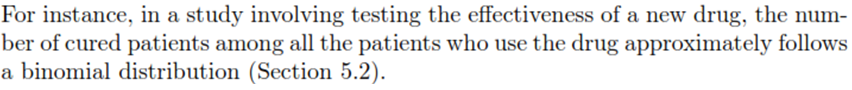 For instance, in a study involving testing the effectiveness of a new drug, the num-
ber of cured patients among all the patients who use the drug approximately follows
a binomial distribution (Section 5.2).